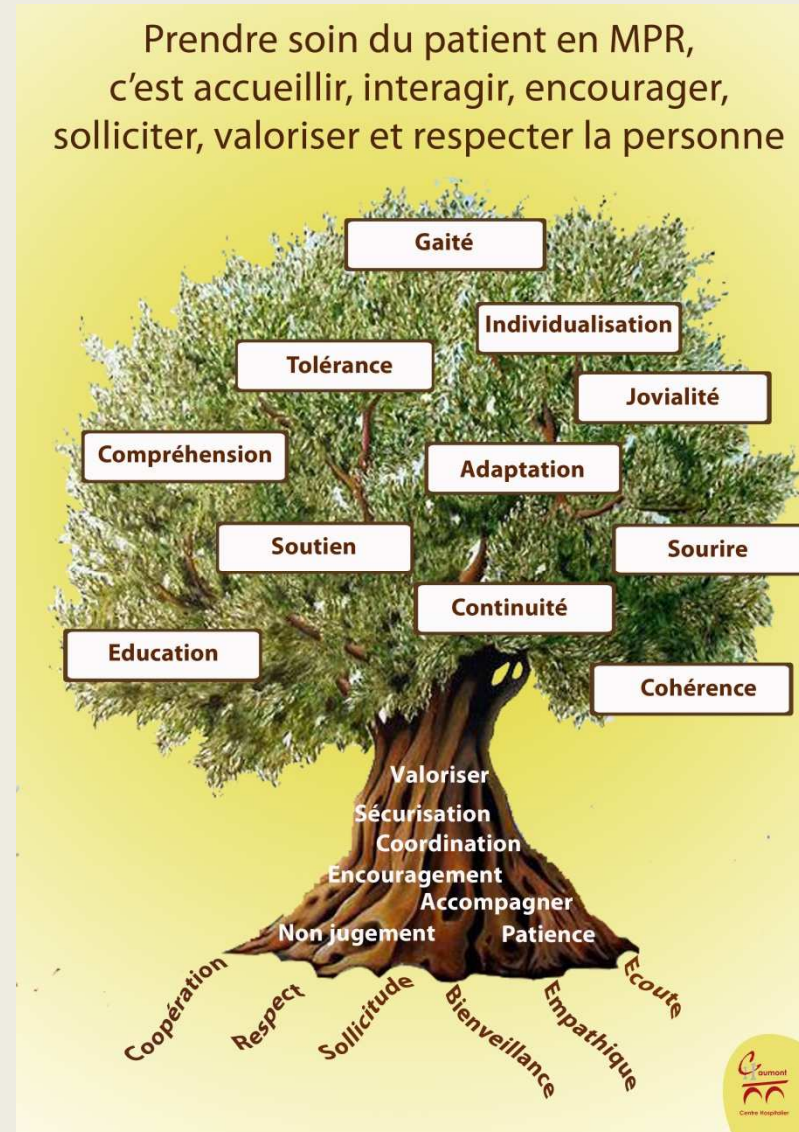 Prendre soin du patient en MPR,
c'est accueillir, interagir, encourager,
solliciter, valoriser et respecter la personne
Gaité
Individualisation
Tolérance
Jovialité
Compréhension
Adaptation
Soutien
Sourire
Continuité
Education
Cohérence
Valoriser
Sécurisation
Coordination
Encouragement
Accompagner
Non jugement
Patience
Coopération
Respect
Sollicitude
Bienveillance
Empathique
Ecoute
Centre Hospitalier